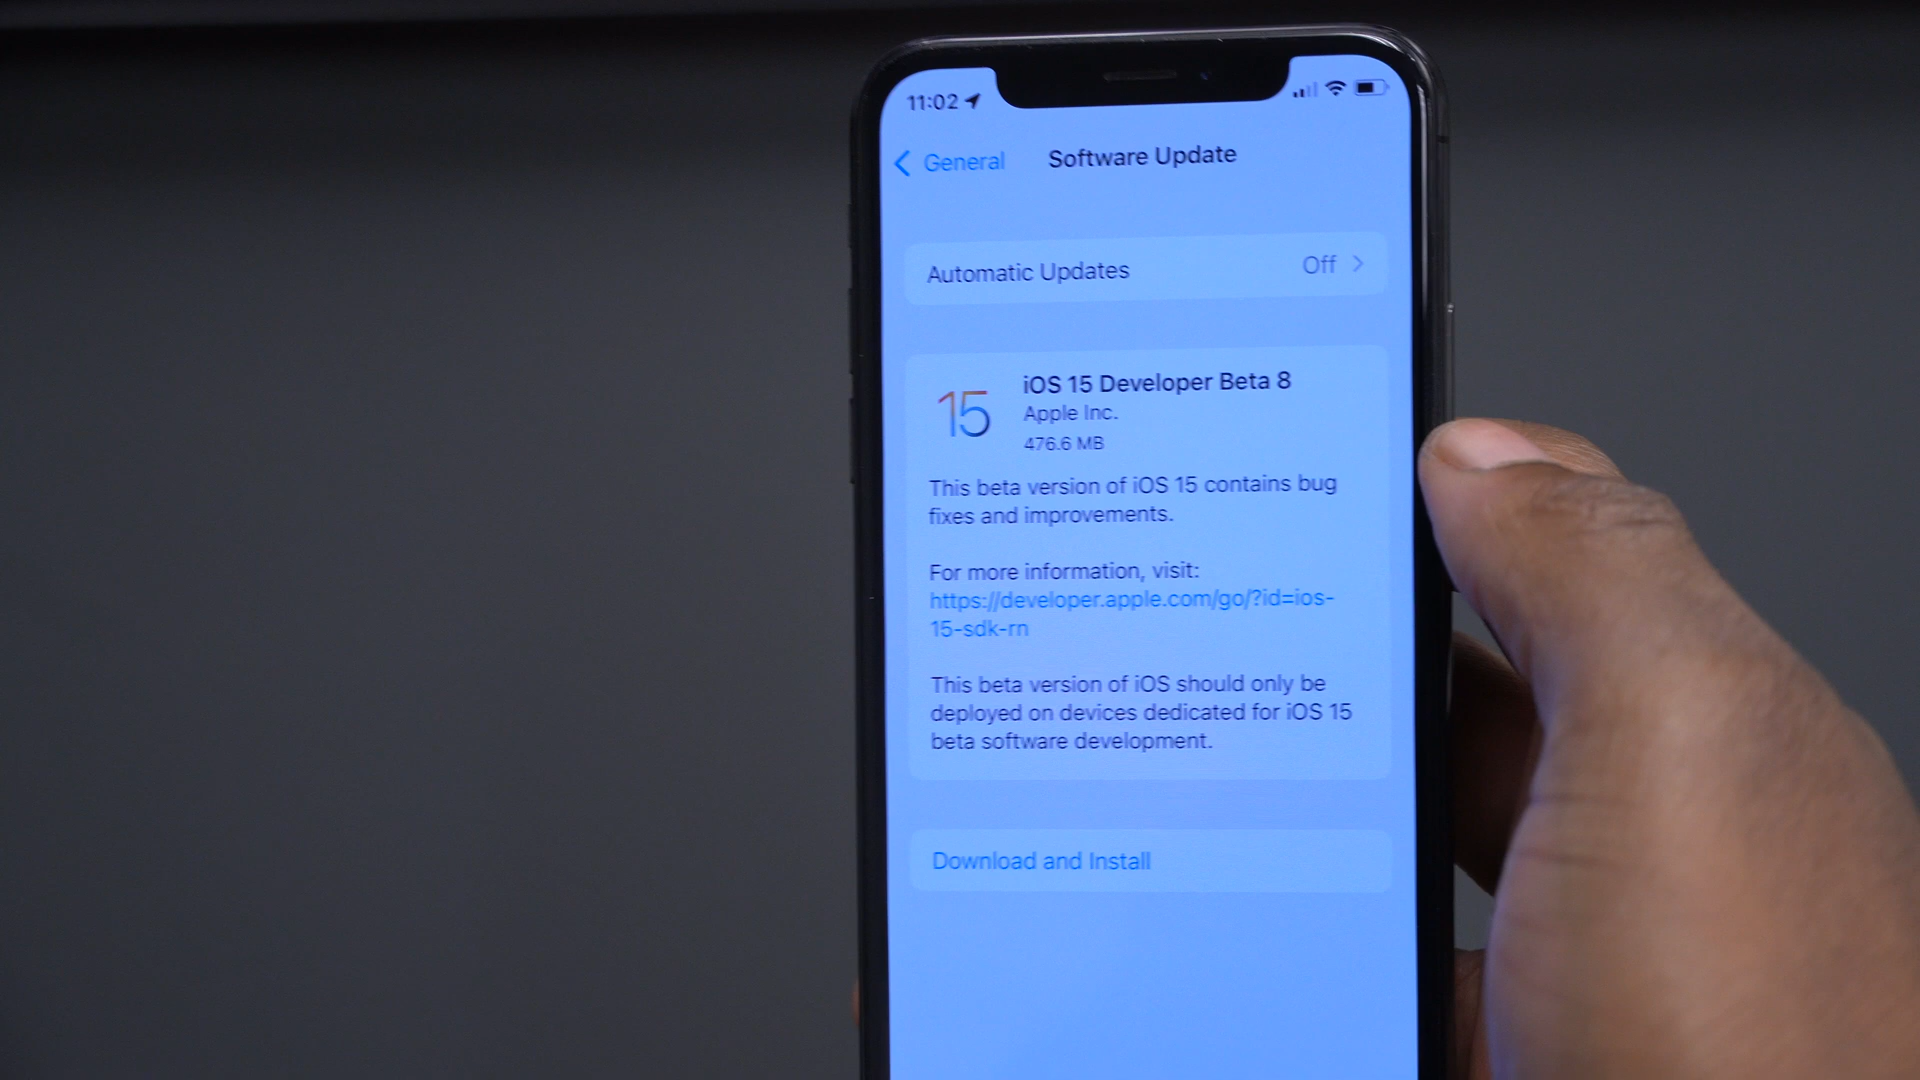 11:02
General
Software Update
Automatic Updates
Off
15
iOS 15 Developer Beta 8
Apple Inc.
476.6 MB
This beta version of iOS 15 contains bug
fixes and improvements.
For more information, visit:
https://developer.apple.com/go/?id=ios-
15-sdk-rn
This beta version of iOS should only be
deployed on devices dedicated for iOS 15
beta software development.
Download and Install